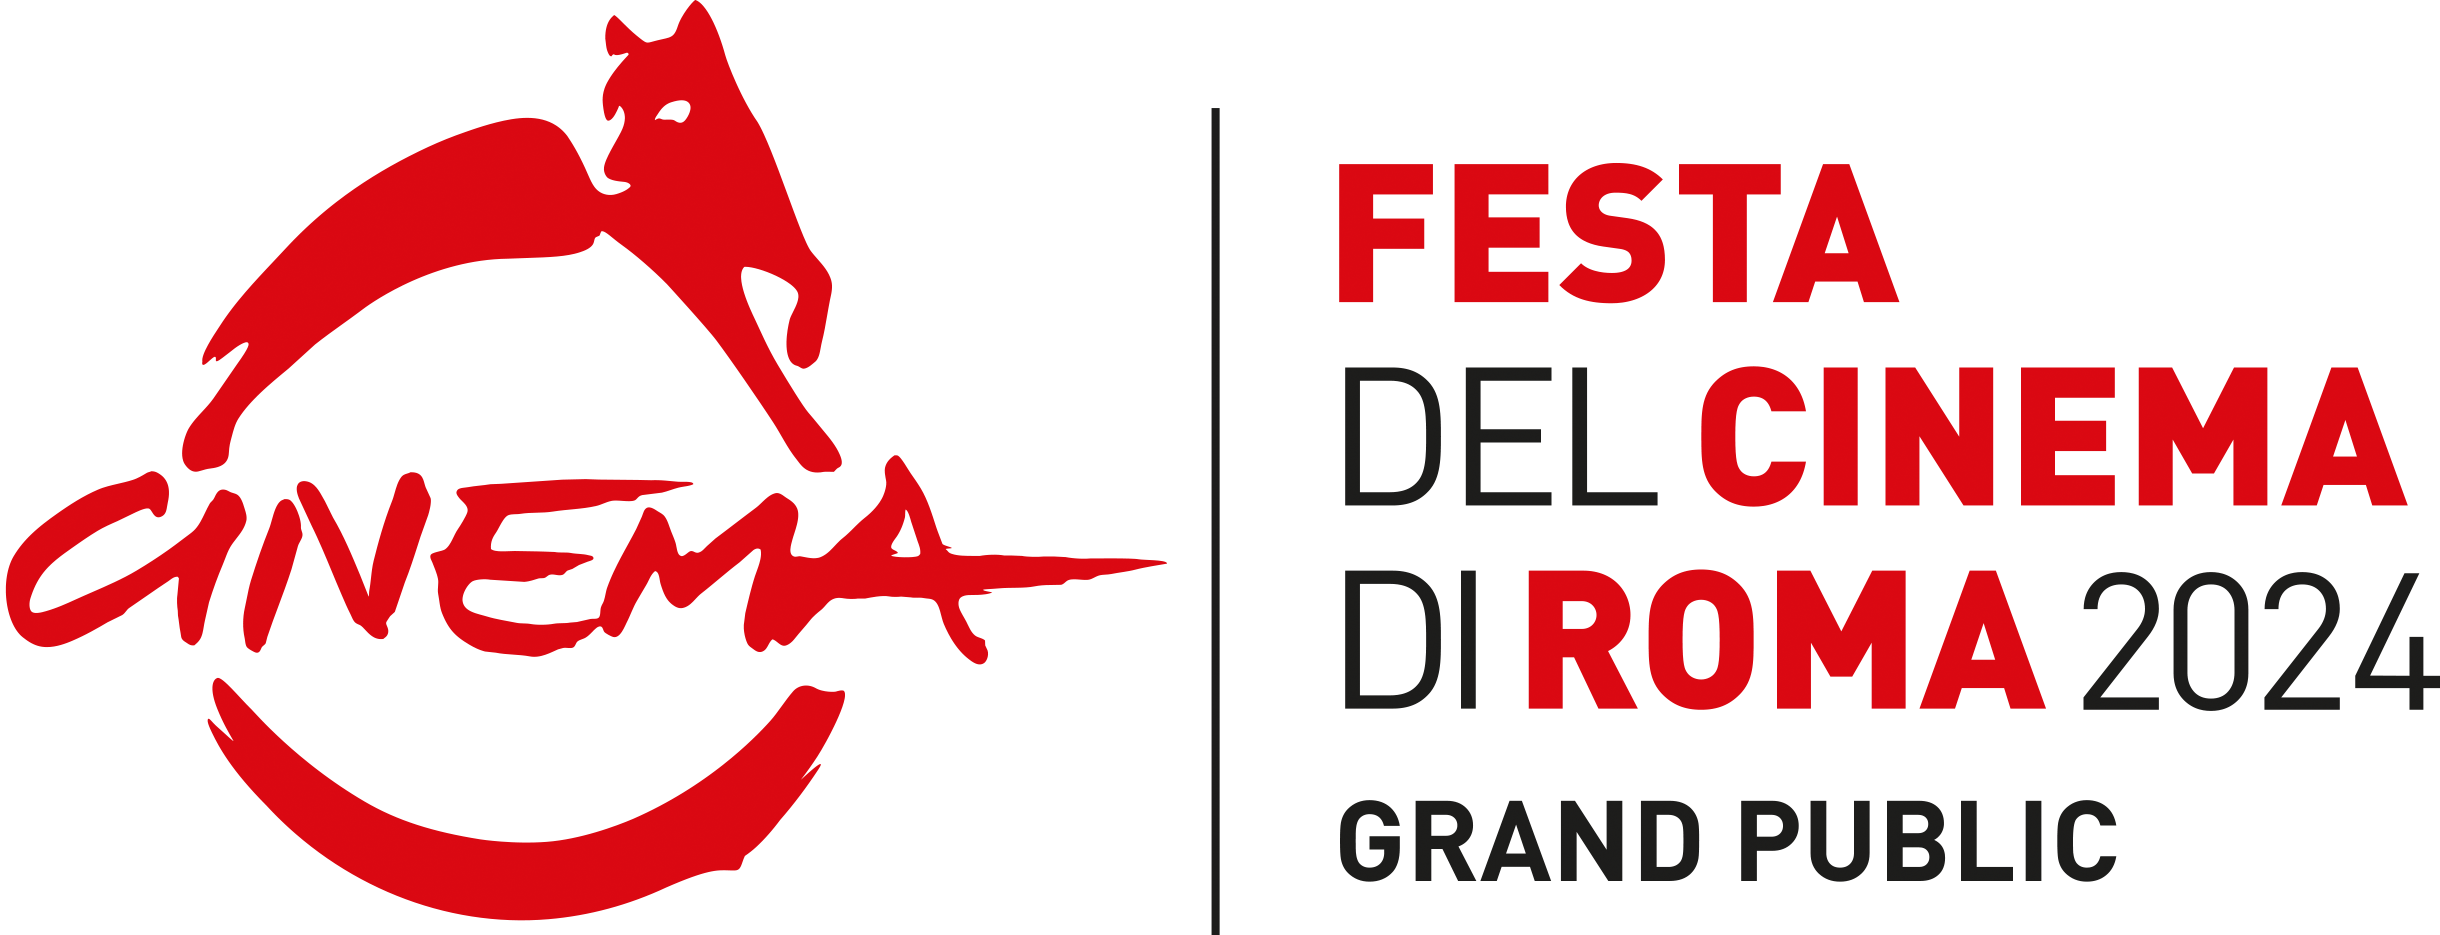 CINEMA
FESTA
DEL CINEMA
DI ROMA 2024
GRAND PUBLIC